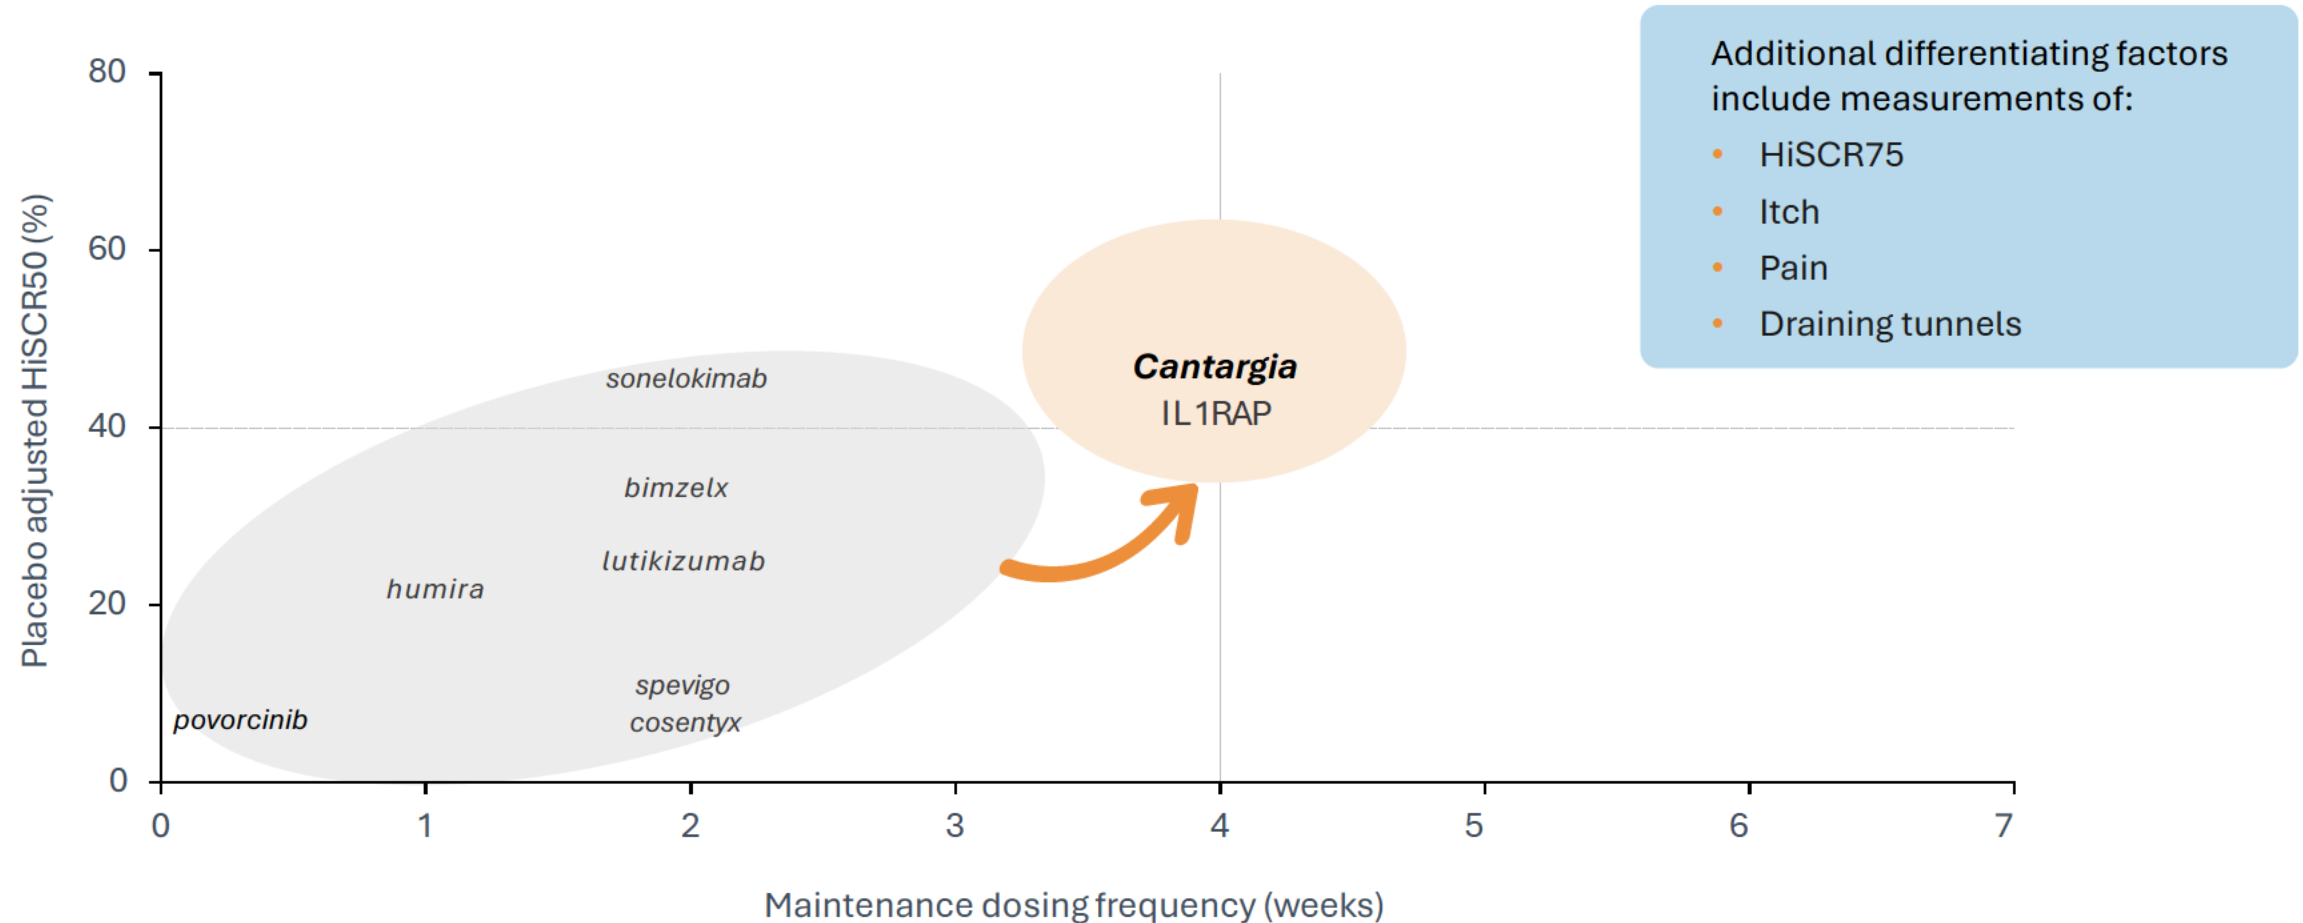 Additional differentiating factors
include measurements of:
• HiSCR75
• Itch
• Pain
• Draining tunnels
Placebo adjusted HiSCR50 (%)
80
60
40
20
0
sonelokimab
bimzelx
lutikizumab
humira
spevigo
cosentyx
povorcinib
Cantargia
IL1RAP
0 1 2 3 4 5 6 7
Maintenance dosing frequency (weeks)